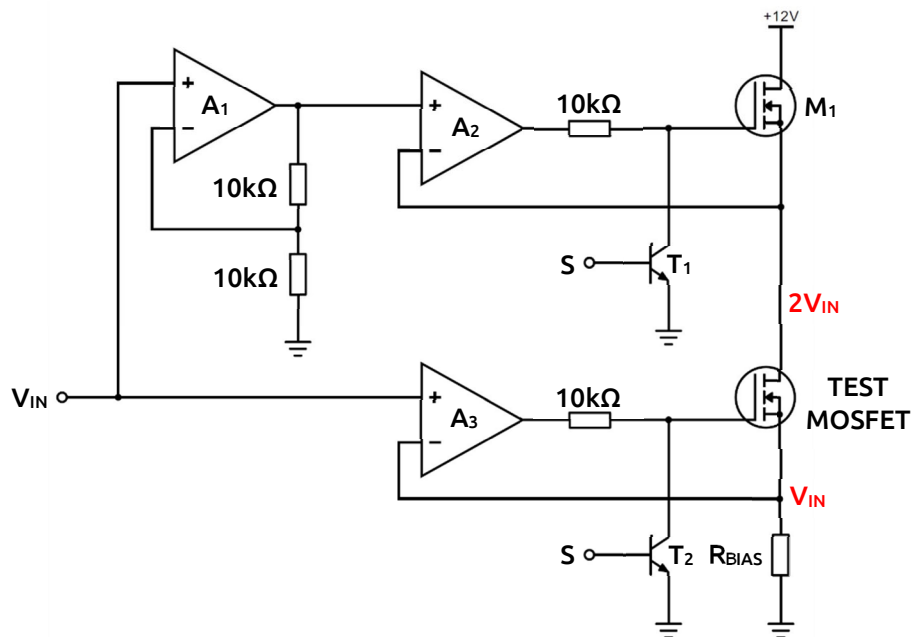 +12V
+
A1
−
10kΩ
10kΩ
+
A2
−
10kΩ
M1
S
T1
2VIN
VIN
+
A3
−
10kΩ
TEST
MOSFET
VIN
S
T2
RBIAS